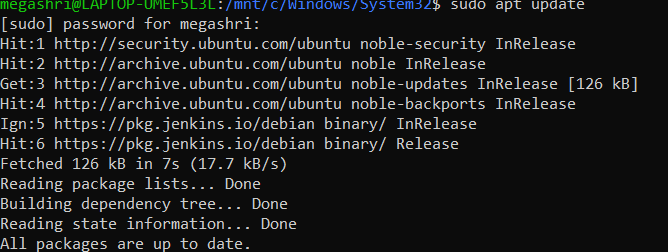 megashri@LAPTOP-UMEF5L3L:/mnt/c/Windows/System32$ sudo apt update
[sudo] password for megashri:
Hit:1 http://security.ubuntu.com/ubuntu noble-security InRelease
Hit:2 http://archive.ubuntu.com/ubuntu noble InRelease
Get:3 http://archive.ubuntu.com/ubuntu noble-updates InRelease [126 kB]
Hit:4 http://archive.ubuntu.com/ubuntu noble-backports InRelease
Ign:5 https://pkg.jenkins.io/debian binary/ InRelease
Hit:6 https://pkg.jenkins.io/debian binary/ Release
Fetched 126 kB in 7s (17.7 kB/s)
Reading package lists... Done
Building dependency tree... Done
Reading state information... Done
All packages are up to date.